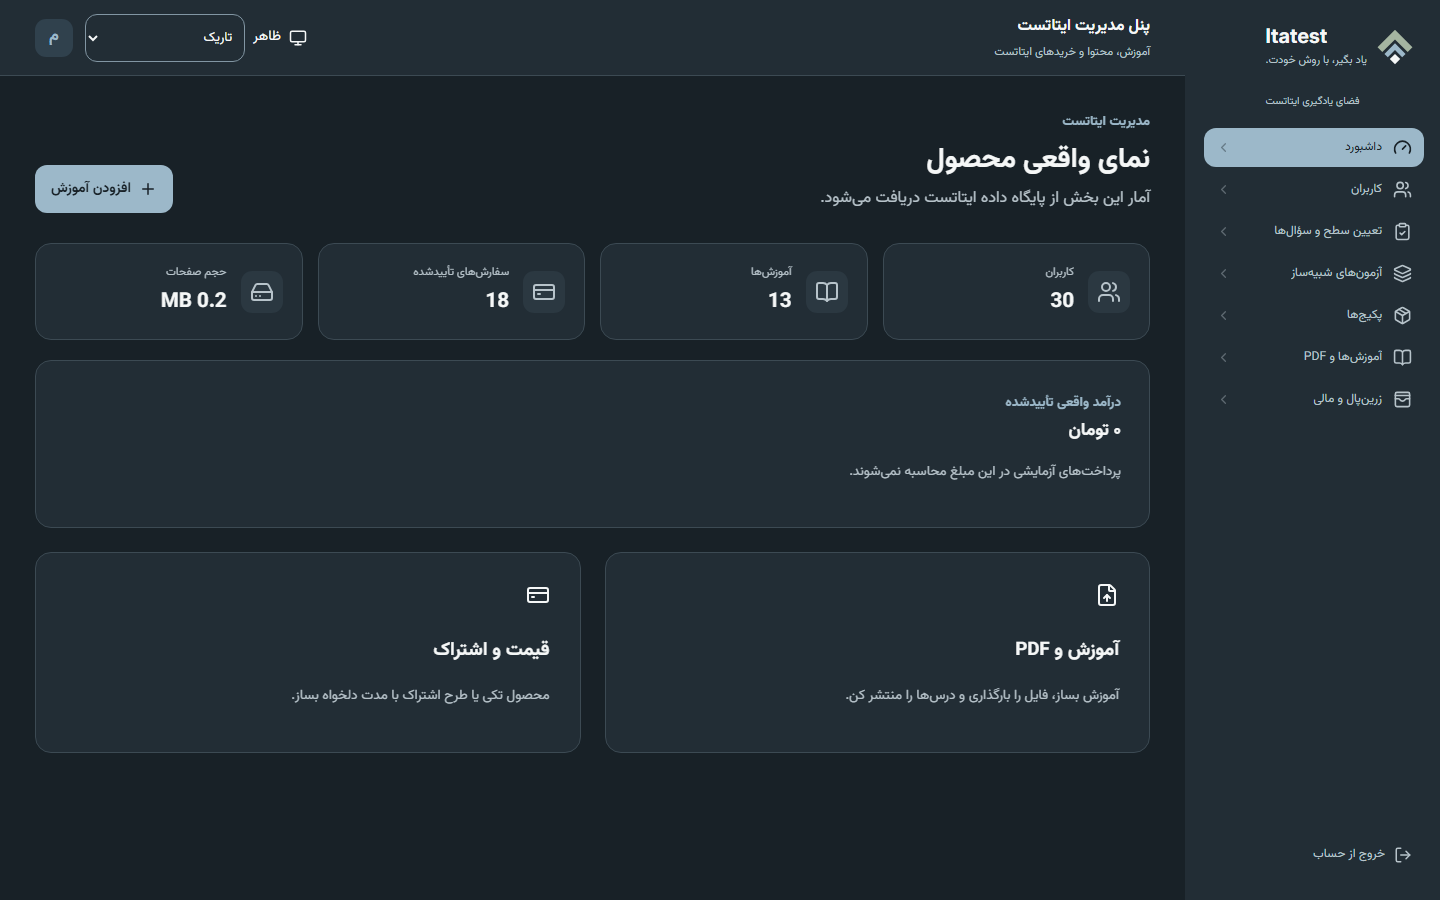 Itatest
یاد بگیر، با روش خودت.
فضای یادگیری ایتاتست
داشبورد
کاربران
تعیین سطح و سؤال‌ها
آزمون‌های شبیه‌ساز
پکیج‌ها
آموزش‌ها و PDF
زرین‌پال و مالی
خروج از حساب
پنل مدیریت ایتاتست
آموزش، محتوا و خریدهای ایتاتست
ظاهر
تاریک
م
مدیریت ایتاتست
نمای واقعی محصول
آمار این بخش از پایگاه داده ایتاتست دریافت می‌شود.
افزودن آموزش
کاربران
30
آموزش‌ها
13
سفارش‌های تأییدشده
18
حجم صفحات
0.2 MB
درآمد واقعی تأییدشده
۰ تومان
پرداخت‌های آزمایشی در این مبلغ محاسبه نمی‌شوند.
آموزش و PDF
آموزش بساز، فایل را بارگذاری و درس‌ها را منتشر کن.
قیمت و اشتراک
محصول تکی یا طرح اشتراک با مدت دلخواه بساز.